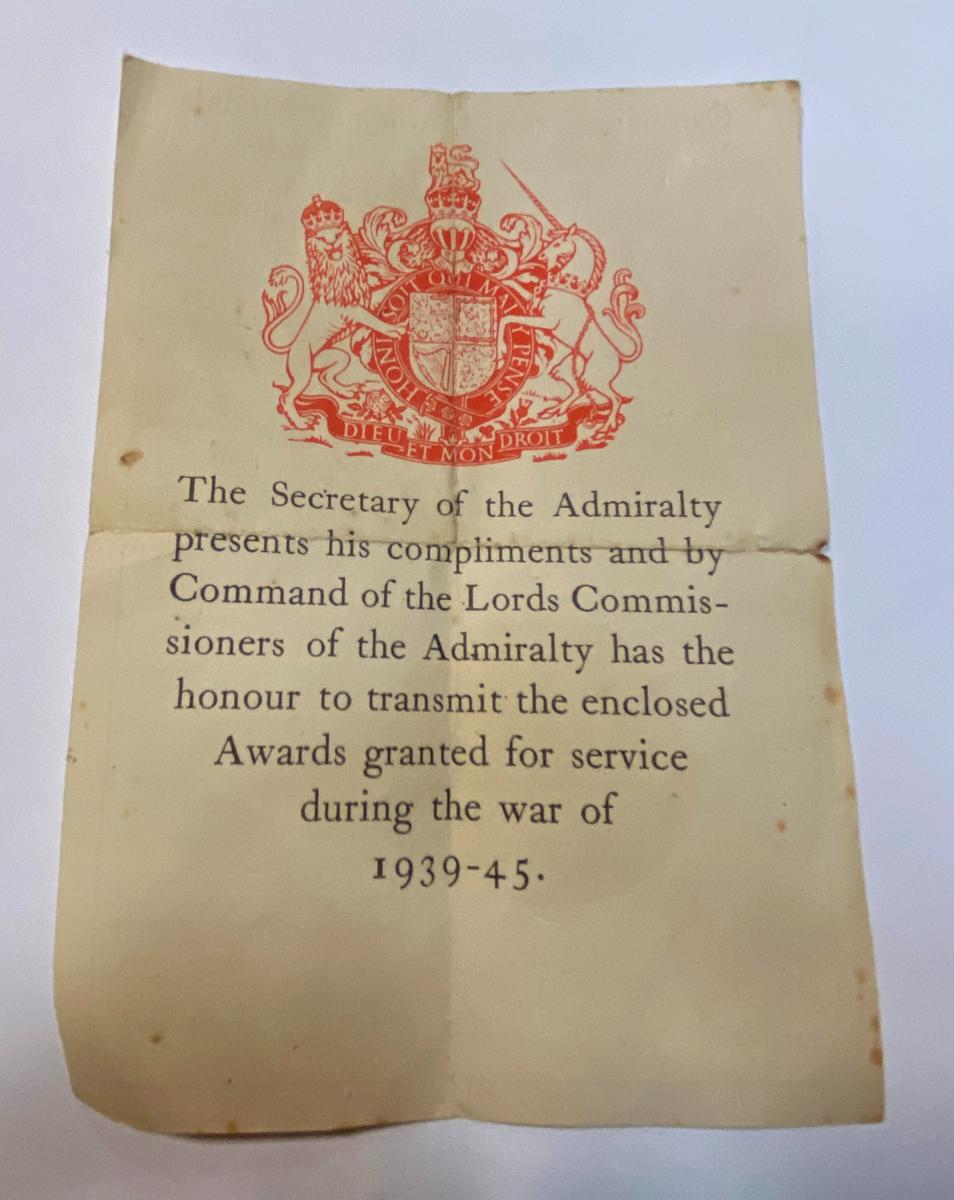 HONI SOIT QUI MAL Y PENSE
DIEU ET MON DROIT
The Secretary of the Admiralty
presents his compliments and by
Command of the Lords Commis-
sioners of the Admiralty has the
honour to transmit the enclosed
Awards granted for service
during the war of
1939-45.